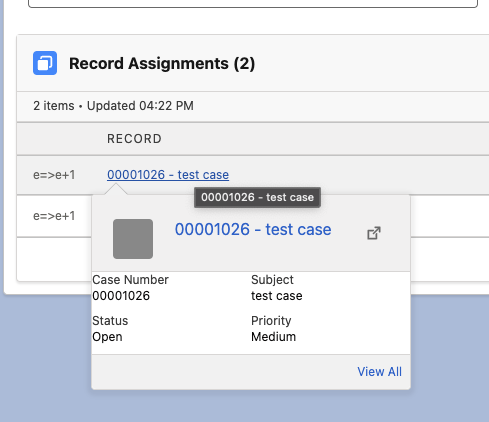 Record Assignments (2)
2 items • Updated 04:22 PM
RECORD
e=>e+1 00001026 - test case
00001026 - test case
e=>e+1
00001026 - test case
Case Number Subject
00001026 test case
Status Priority
Open Medium
View All